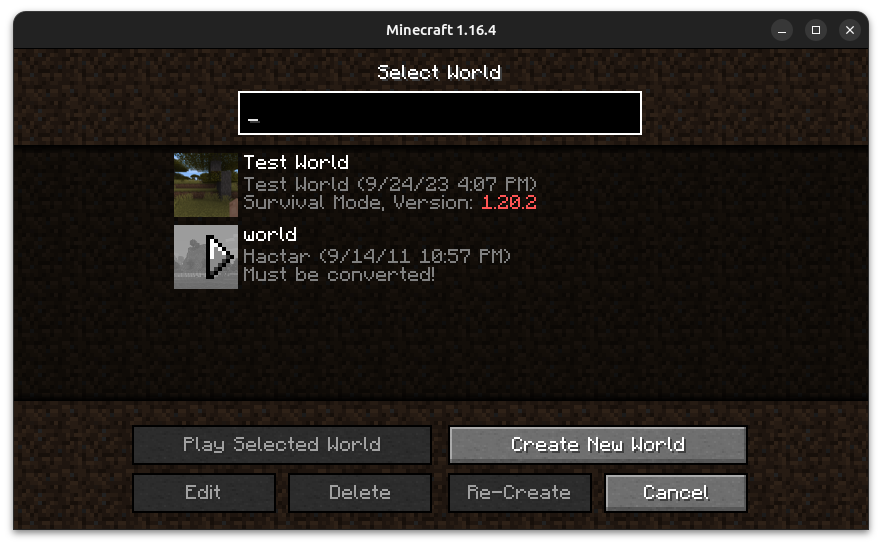 Minecraft 1.16.4
Select World
_
Test World
Test World (9/24/23 4:07 PM)
Survival Mode, Version: 1.20.2
world
Hactar (9/14/11 10:57 PM)
Must be converted!
Play Selected World
Create New World
Edit
Delete
Re-Create
Cancel